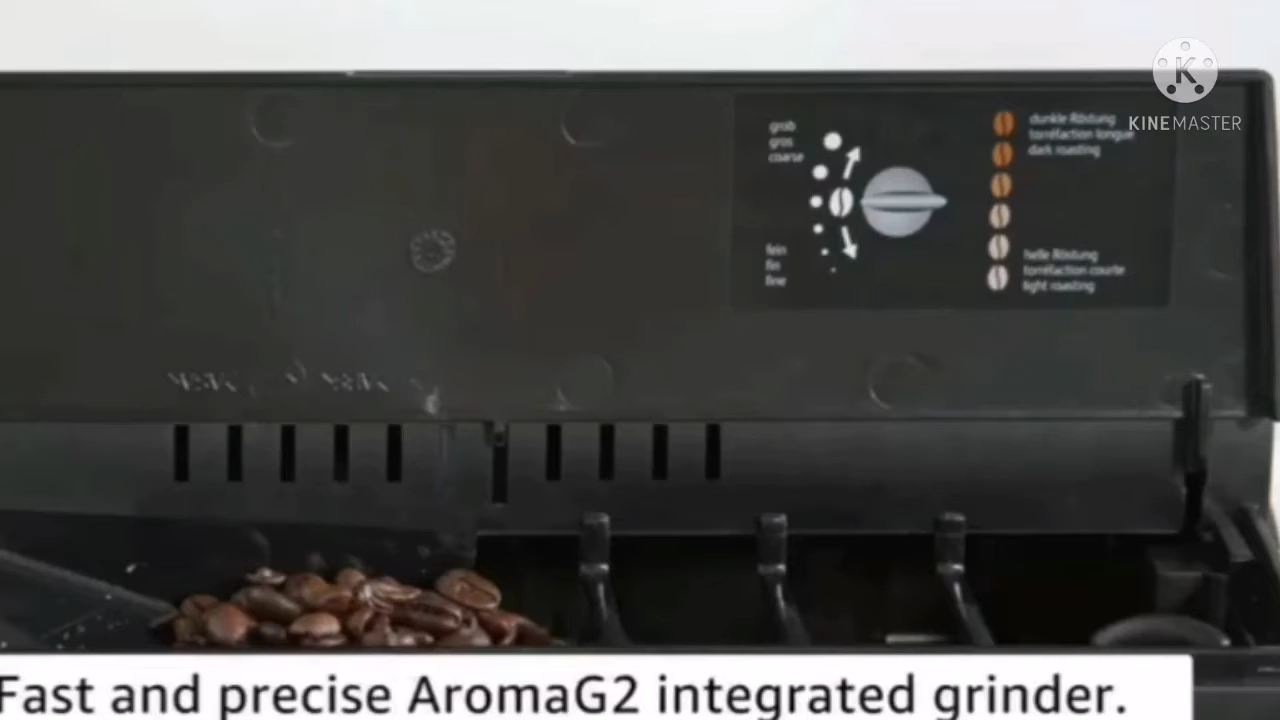 KINEMASTER
grob
gros
coarse
fein
fin
fine
dunkle Röstung
torréfaction longue
dark roasting
helle Röstung
torréfaction courte
light roasting
Fast and precise AromaG2 integrated grinder.